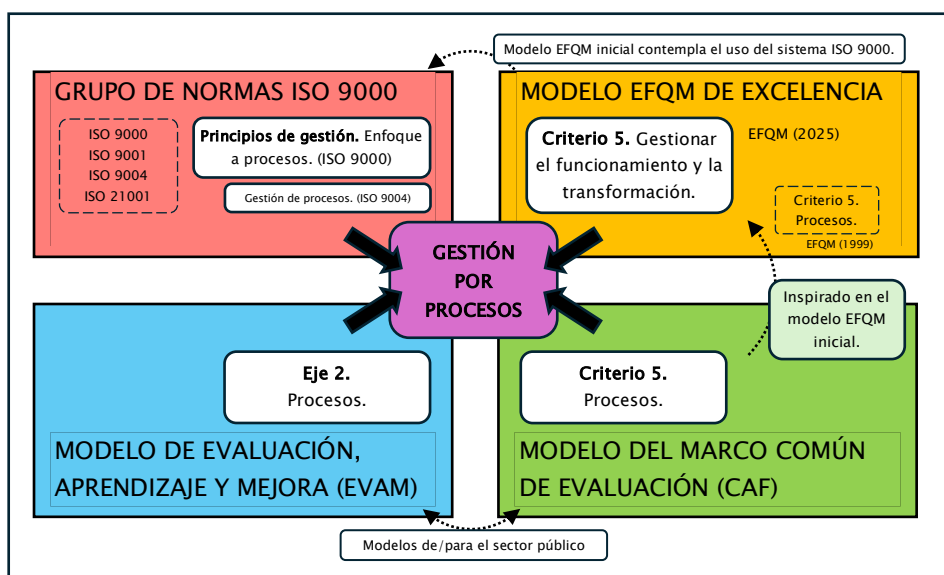 Modelo EFQM inicial contempla el uso del sistema ISO 9000.
GRUPO DE NORMAS ISO 9000
ISO 9000
ISO 9001
ISO 9004
ISO 21001
Principios de gestión. Enfoque
a procesos. (ISO 9000)
Gestión de procesos. (ISO 9004)
MODELO EFQM DE EXCELENCIA
Criterio 5. Gestionar
el funcionamiento y la
transformación.
EFQM (2025)
Criterio 5.
Procesos.
EFQM (1999)
GESTIÓN
POR
PROCESOS
Inspirado en el
modelo EFQM
inicial.
Eje 2.
Procesos.
MODELO DE EVALUACIÓN,
APRENDIZAJE Y MEJORA (EVAM)
Criterio 5.
Procesos.
MODELO DEL MARCO COMÚN
DE EVALUACIÓN (CAF)
Modelos de/para el sector público